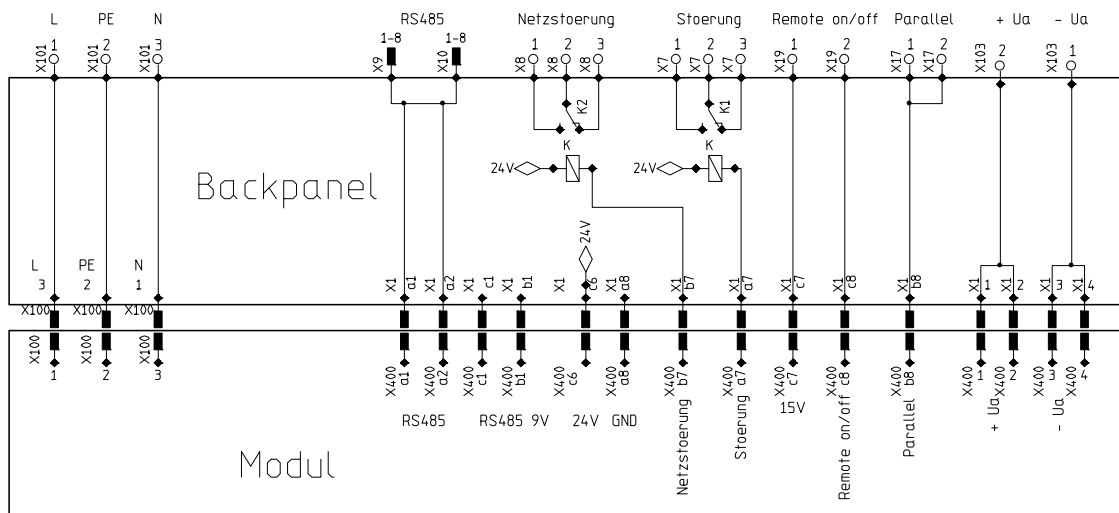 L PE N RS485 Netzstoerung Stoerung Remote on/off Parallel + Ua - Ua
1 2 3 1-8 1-8 1 2 3 1 2 3 1 2 1 2 2 1
X101 X101 X101 X9 X10 X8 X8 X8 X7 X7 X7 X19 X19 X17 X17 X103 X103
K2 K1
K K
24V 24V
Backpanel
24V
L PE N
3 2 1 X1 a1 X1 a2 X1 c1 X1 b1 X1 c6 X1 a8 X1 b7 X1 a7 X1 c7 X1 c8 X1 b8 X1 1 X1 2 X1 3 X1 4
X100 X100 X100
X100 X100 X100
1 2 3 X400 a1 X400 a2 X400 c1 X400 b1 X400 c6 X400 a8 X400 b7 X400 a7 X400 c7 X400 c8 X400 b8 X400 1 X400 2 X400 3 X400 4
RS485 RS485 9V 24V GND Netzstoerung Stoerung 15V Remote on/off Parallel + Ua - Ua
Modul